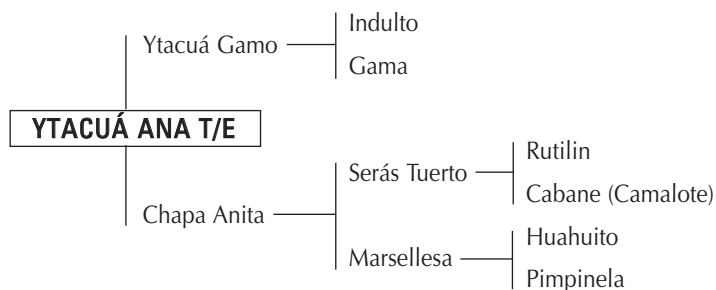 Indulto
Ytacuá Gamo
Gama
YTACUÁ ANA T/E
Rutilin
Serás Tuerto
Cabane (Camalote)
Chapa Anita
Huahuito
Marsellesa
Pimpinela